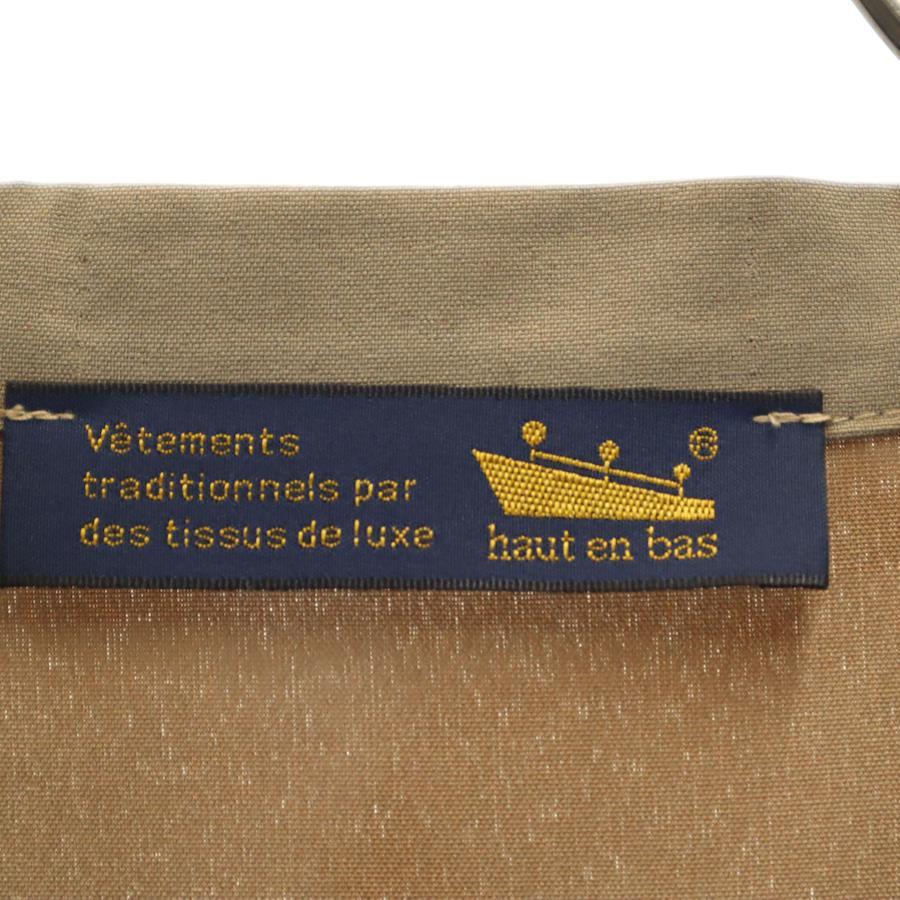 Vêtements
traditionnels par
des tissus de luxe
®
haut en bas